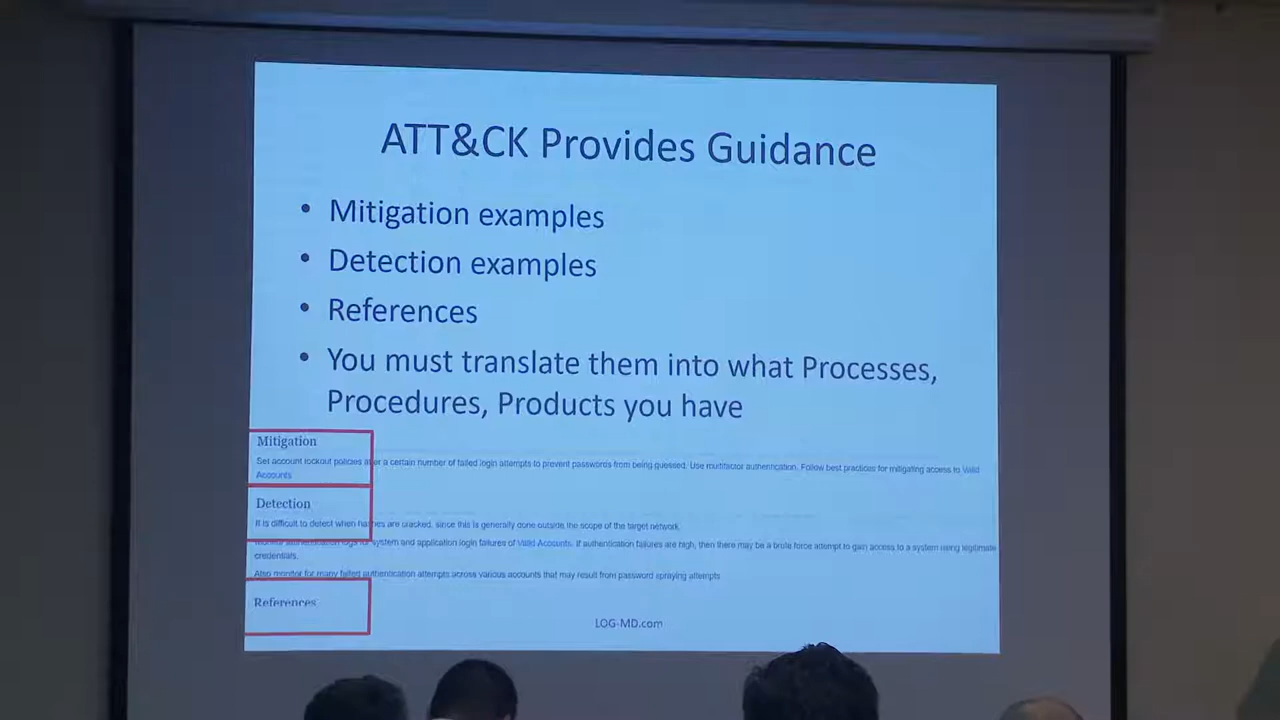 ATT&CK Provides Guidance
• Mitigation examples
• Detection examples
• References
• You must translate them into what Processes,
Procedures, Products you have
Mitigation
Set account lockout policies after a certain number of failed login attempts to prevent passwords from being guessed. Use multifactor authentication. Follow best practices for mitigating access to Valid
Accounts
Detection
It is difficult to detect when hashes are cracked, since this is generally done outside the scope of the target network.
Monitor authentication logs for system and application login failures of Valid Accounts. If authentication failures are high, then there may be a brute force attempt to gain access to a system using legitimate
credentials.
Also monitor for many failed authentication attempts across various accounts that may result from password spraying attempts
References
LOG-MD.com